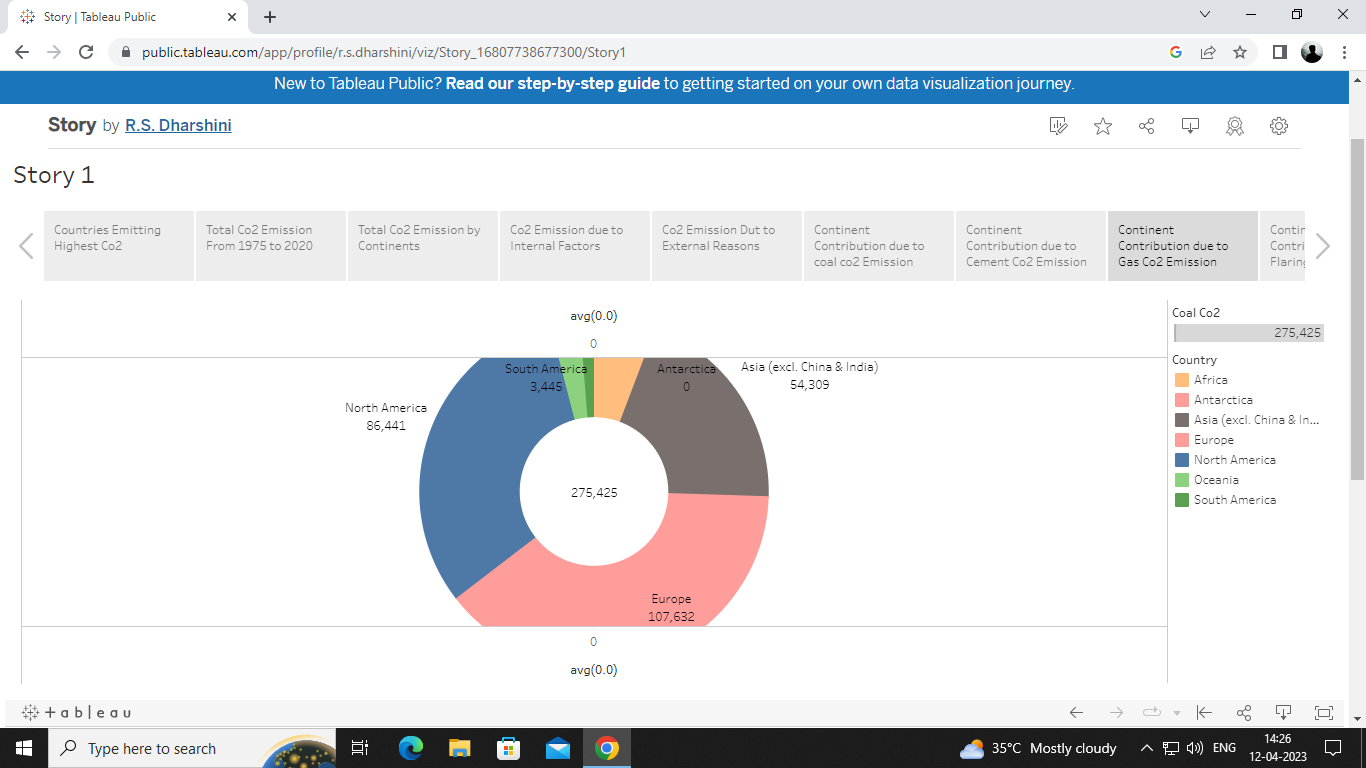 Story | Tableau Public
public.tableau.com/app/profile/r.s.dharshini/viz/Story_16807738677300/Story1
New to Tableau Public? Read our step-by-step guide to getting started on your own data visualization journey.
Story by R.S. Dharshini
Story 1
Countries Emitting
Highest Co2
Total Co2 Emission
From 1975 to 2020
Total Co2 Emission by
Continents
Co2 Emission due to
Internal Factors
Co2 Emission Dut to
External Reasons
Continent
Contribution due to
coal co2 Emission
Continent
Contribution due to
Cement Co2 Emission
Continent
Contribution due to
Gas Co2 Emission
avg(0.0)
0
South America
3,445
Antarctica
0
Asia (excl. China & India)
54,309
North America
86,441
275,425
Europe
107,632
0
avg(0.0)
Coal Co2
275,425
Country
Africa
Antarctica
Asia (excl. China & In...
Europe
North America
Oceania
South America
+ a b | e a u
Type here to search
35°C Mostly cloudy
ENG
14:26
12-04-2023